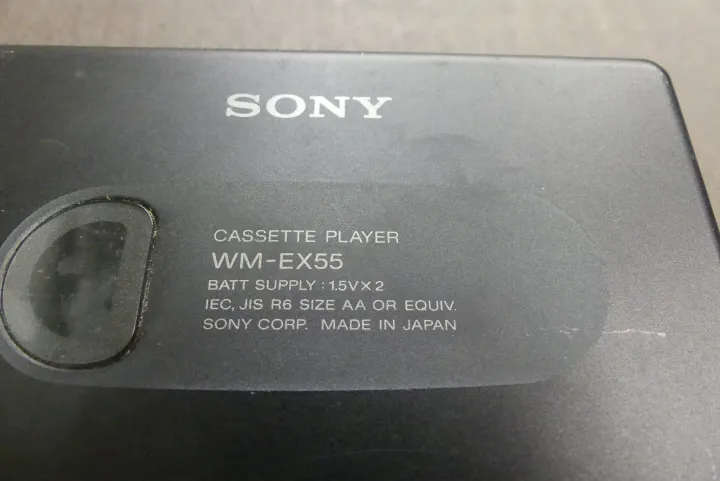 SONY
CASSETTE PLAYER
WM-EX55
BATT SUPPLY : 1.5V×2
IEC, JIS R6 SIZE AA OR EQUIV.
SONY CORP. MADE IN JAPAN